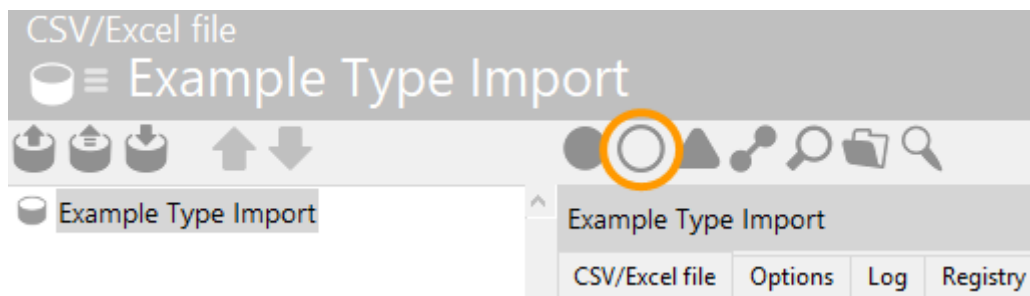 CSV/Excel file
Example Type Import
Example Type Import
Example Type Import
CSV/Excel file Options Log Registry